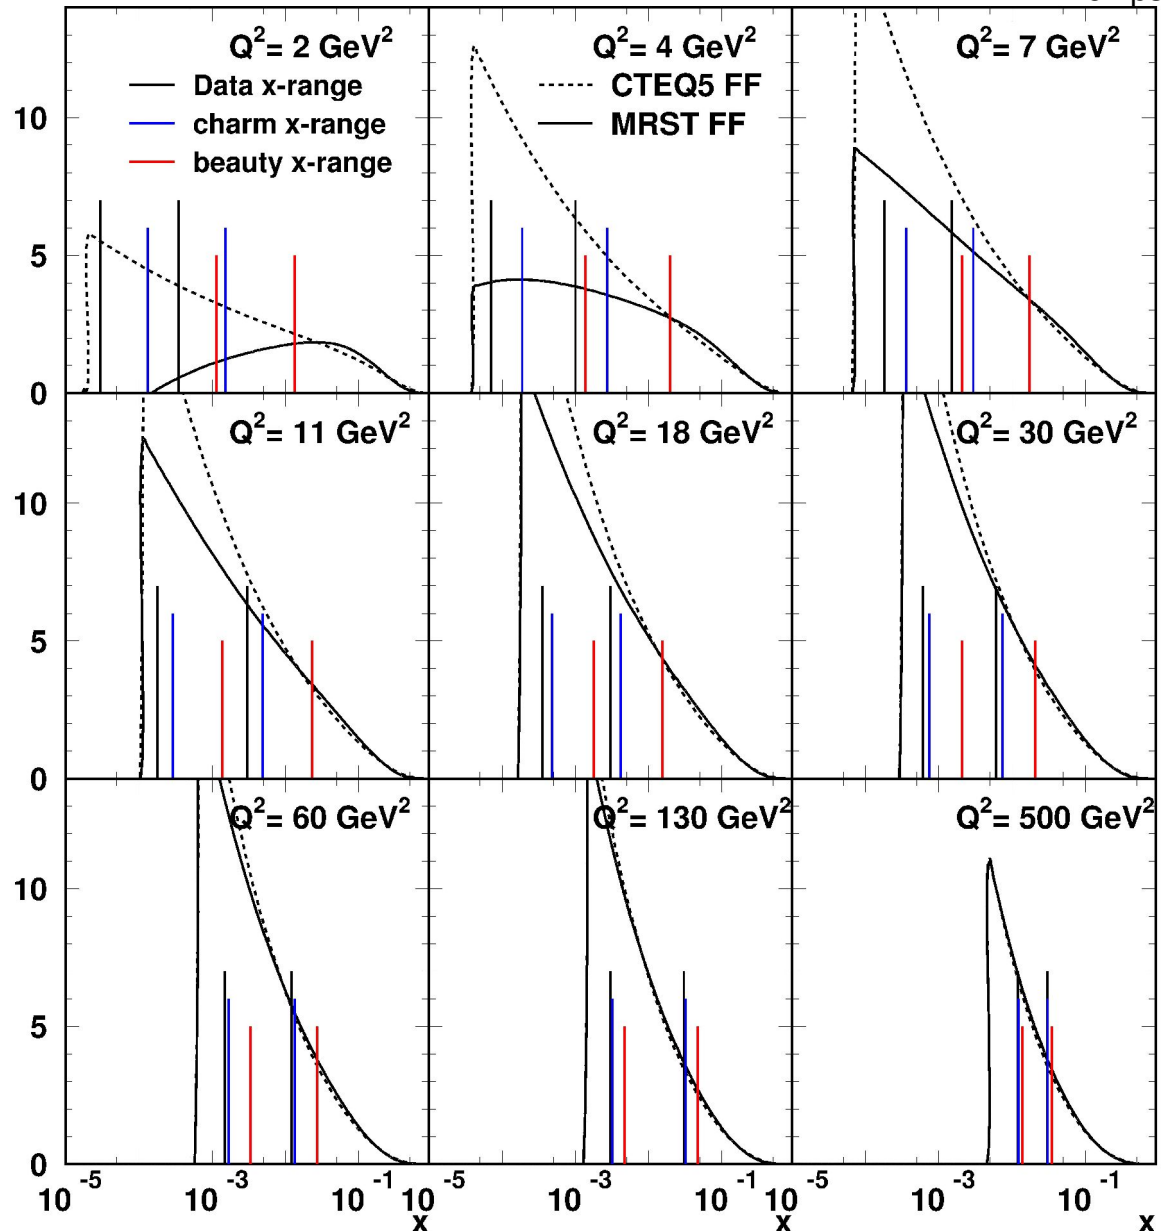 Q²= 2 GeV²
Data x-range
charm x-range
beauty x-range
Q²= 4 GeV²
CTEQ5 FF
MRST FF
Q²= 7 GeV²
10
5
0
Q²= 11 GeV²
Q²= 18 GeV²
Q²= 30 GeV²
10
5
0
Q²= 60 GeV²
Q²= 130 GeV²
Q²= 500 GeV²
10
5
0
10⁻⁵ 10⁻³ 10⁻¹ 10⁻⁵ 10⁻³ 10⁻¹ 10⁻⁵ 10⁻³ 10⁻¹
x x x